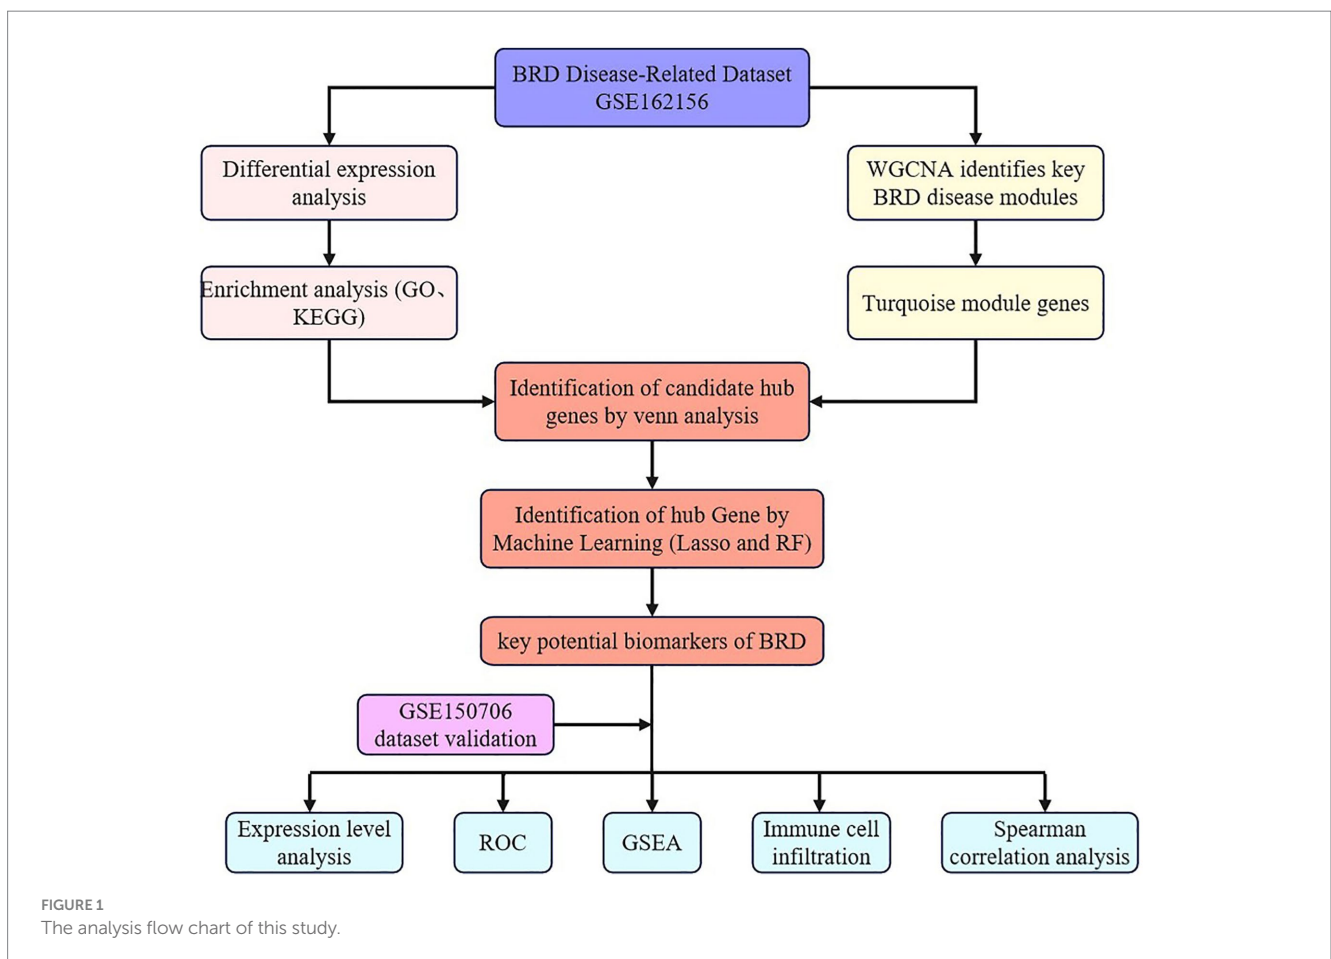 BRD Disease-Related Dataset
GSE162156
Differential expression
analysis
WGCNA identifies key
BRD disease modules
Enrichment analysis (GO、
KEGG)
Turquoise module genes
Identification of candidate hub
genes by venn analysis
Identification of hub Gene by
Machine Learning (Lasso and RF)
key potential biomarkers of BRD
GSE150706
dataset validation
Expression level
analysis
ROC
GSEA
Immune cell
infiltration
Spearman
correlation analysis
FIGURE 1
The analysis flow chart of this study.